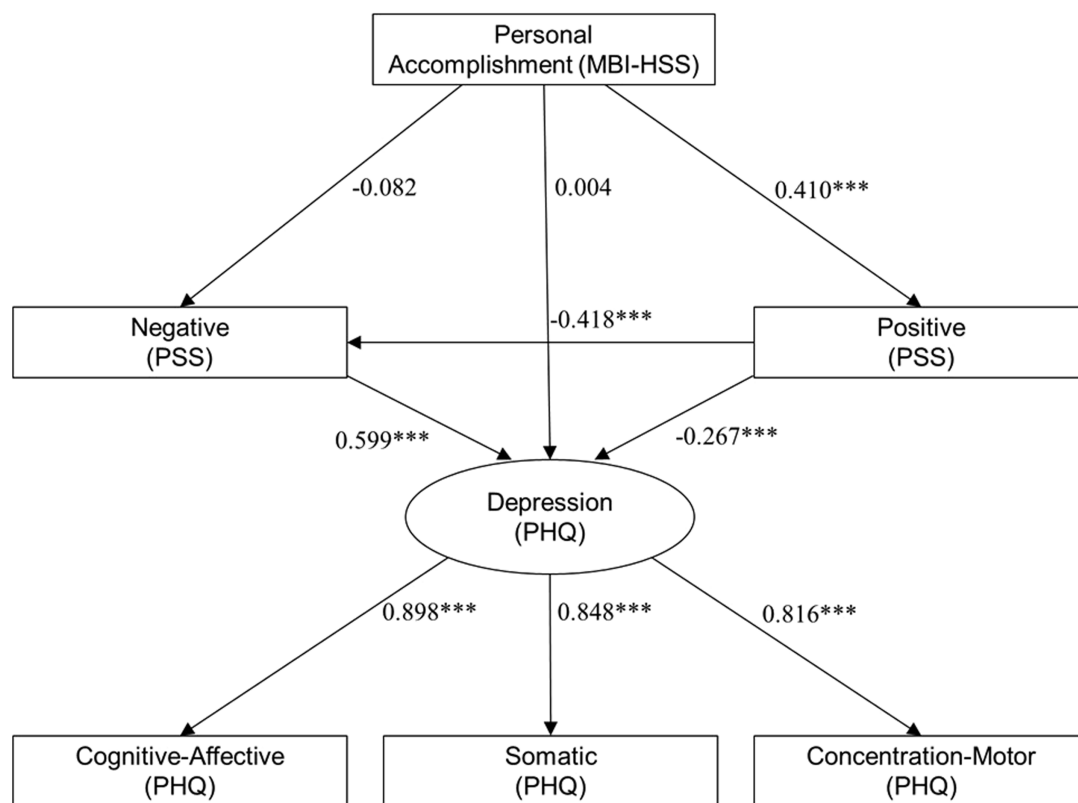 Personal
Accomplishment (MBI-HSS)
-0.082
0.004
0.410***
Negative
(PSS)
-0.418***
Positive
(PSS)
0.599***
-0.267***
Depression
(PHQ)
0.898***
0.848***
0.816***
Cognitive-Affective
(PHQ)
Somatic
(PHQ)
Concentration-Motor
(PHQ)